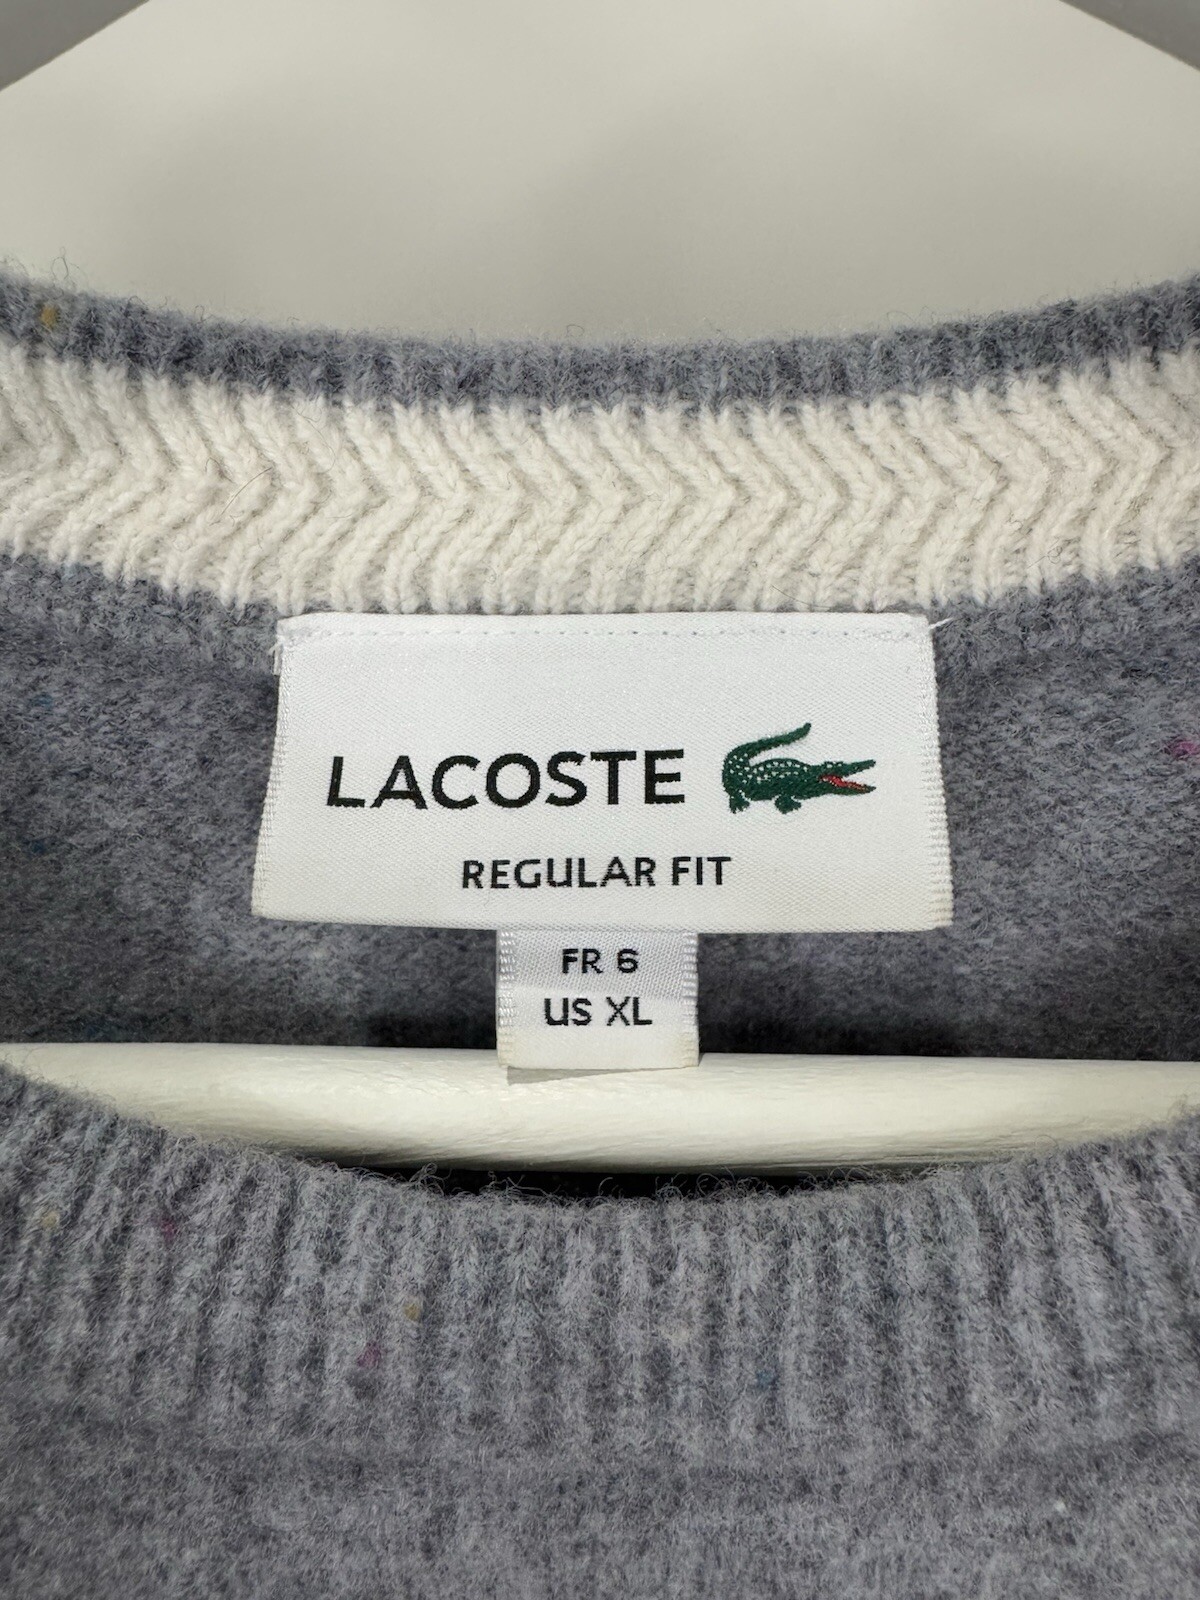 LACOSTE
REGULAR FIT
FR 6
US XL